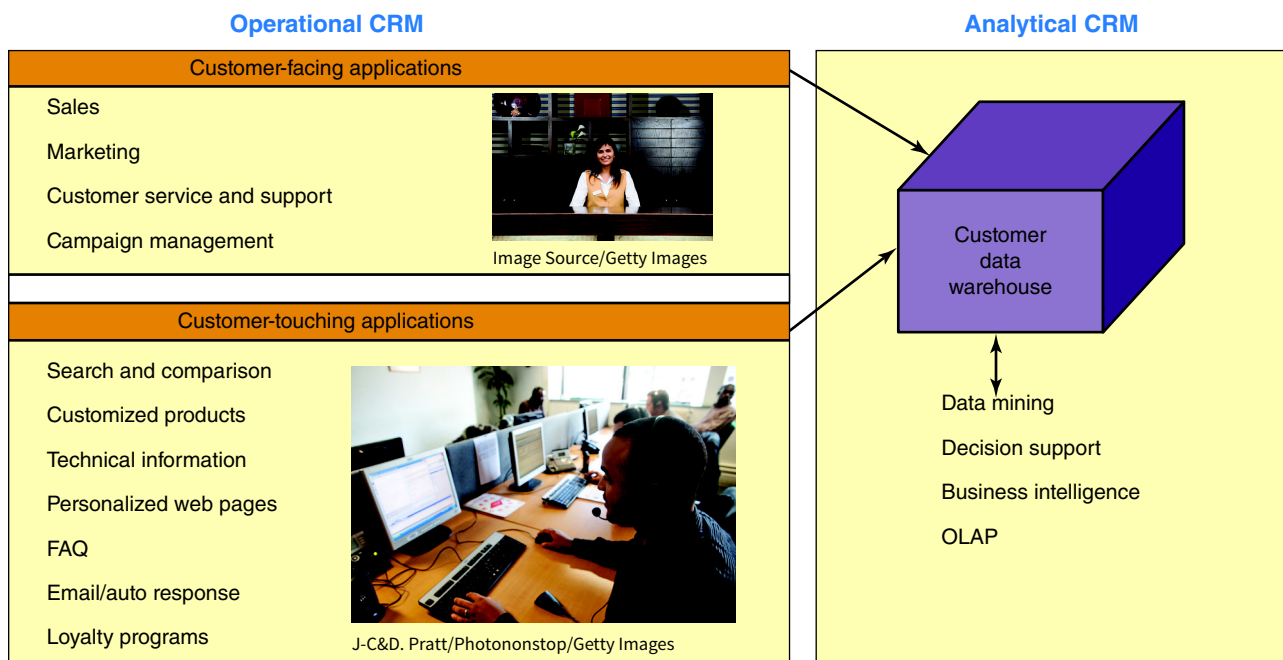 Operational CRM
Customer-facing applications
Sales
Marketing
Customer service and support
Campaign management
Image Source/Getty Images
Customer-touching applications
Search and comparison
Customized products
Technical information
Personalized web pages
FAQ
Email/auto response
Loyalty programs
J-C&D. Pratt/Photononstop/Getty Images
Analytical CRM
Customer
data
warehouse
Data mining
Decision support
Business intelligence
OLAP